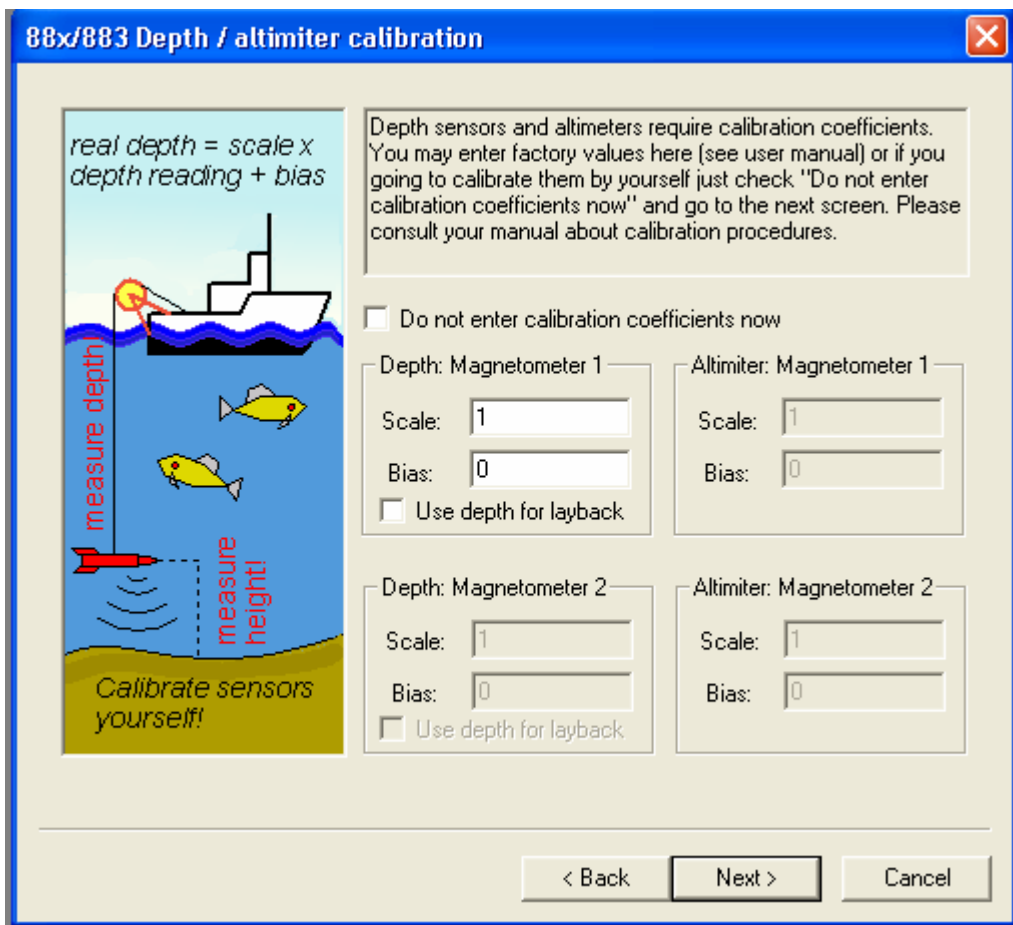 88x/883 Depth / altimiter calibration
real depth = scale x
depth reading + bias
measure depth!
measure
height!
Calibrate sensors
yourself!
Depth sensors and altimeters require calibration coefficients.
You may enter factory values here (see user manual) or if you
going to calibrate them by yourself just check "Do not enter
calibration coefficients now" and go to the next screen. Please
consult your manual about calibration procedures.
Do not enter calibration coefficients now
Depth: Magnetometer 1
Scale: 1
Bias: 0
Use depth for layback
Altimiter: Magnetometer 1
Scale: 1
Bias: 0
Depth: Magnetometer 2
Scale: 1
Bias: 0
Use depth for layback
Altimiter: Magnetometer 2
Scale: 1
Bias: 0
< Back
Next >
Cancel